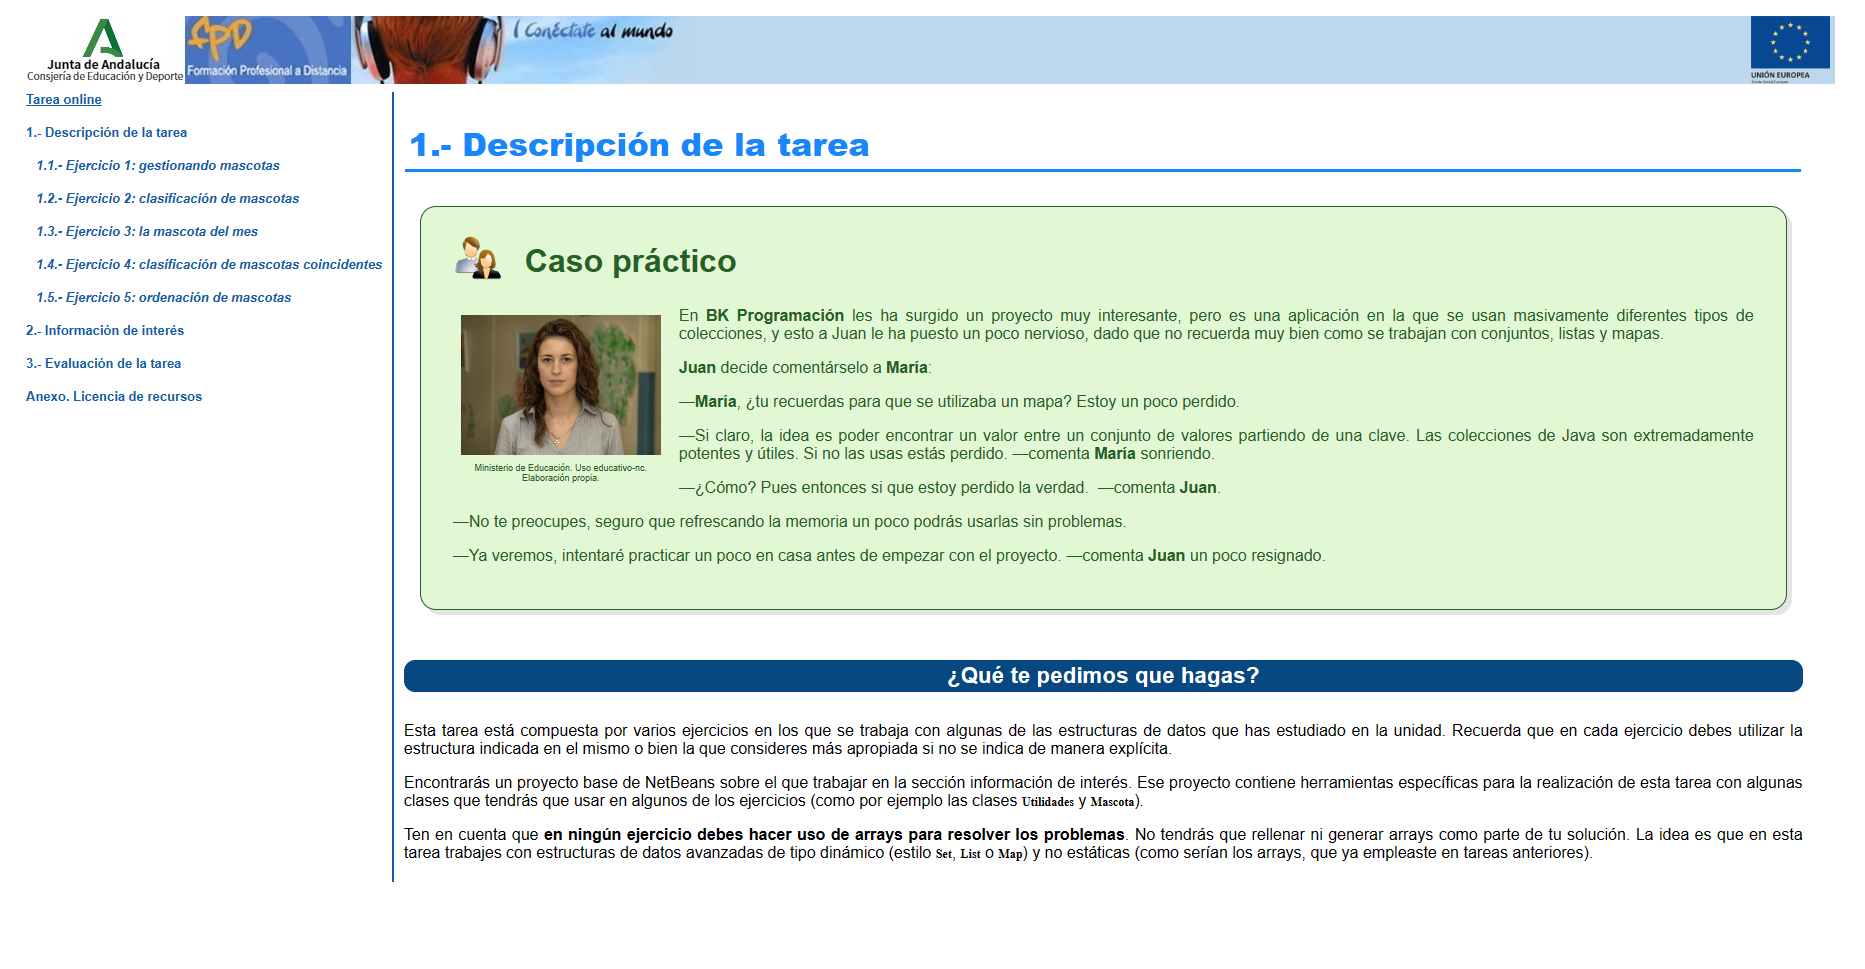 Junta de Andalucía
Consejería de Educación y Deporte
fpD
Formación Profesional a Distancia
Conéctate al mundo
UNIÓN EUROPEA
Fondo Social Europeo
Tarea online
1.- Descripción de la tarea
1.1.- Ejercicio 1: gestionando mascotas
1.2.- Ejercicio 2: clasificación de mascotas
1.3.- Ejercicio 3: la mascota del mes
1.4.- Ejercicio 4: clasificación de mascotas coincidentes
1.5.- Ejercicio 5: ordenación de mascotas
2.- Información de interés
3.- Evaluación de la tarea
Anexo. Licencia de recursos
1.- Descripción de la tarea
Caso práctico
Ministerio de Educación. Uso educativo-nc.
Elaboración propia.
En BK Programación les ha surgido un proyecto muy interesante, pero es una aplicación en la que se usan masivamente diferentes tipos de
colecciones, y esto a Juan le ha puesto un poco nervioso, dado que no recuerda muy bien como se trabajan con conjuntos, listas y mapas.
Juan decide comentárselo a María:
—María, ¿tu recuerdas para que se utilizaba un mapa? Estoy un poco perdido.
—Si claro, la idea es poder encontrar un valor entre un conjunto de valores partiendo de una clave. Las colecciones de Java son extremadamente
potentes y útiles. Si no las usas estás perdido. —comenta María sonriendo.
—¿Cómo? Pues entonces si que estoy perdido la verdad.  —comenta Juan.
—No te preocupes, seguro que refrescando la memoria un poco podrás usarlas sin problemas.
—Ya veremos, intentaré practicar un poco en casa antes de empezar con el proyecto. —comenta Juan un poco resignado.
¿Qué te pedimos que hagas?
Esta tarea está compuesta por varios ejercicios en los que se trabaja con algunas de las estructuras de datos que has estudiado en la unidad. Recuerda que en cada ejercicio debes utilizar la
estructura indicada en el mismo o bien la que consideres más apropiada si no se indica de manera explícita.
Encontrarás un proyecto base de NetBeans sobre el que trabajar en la sección información de interés. Ese proyecto contiene herramientas específicas para la realización de esta tarea con algunas
clases que tendrás que usar en algunos de los ejercicios (como por ejemplo las clases Utilidades y Mascota).
Ten en cuenta que en ningún ejercicio debes hacer uso de arrays para resolver los problemas. No tendrás que rellenar ni generar arrays como parte de tu solución. La idea es que en esta
tarea trabajes con estructuras de datos avanzadas de tipo dinámico (estilo Set, List o Map) y no estáticas (como serían los arrays, que ya empleaste en tareas anteriores).